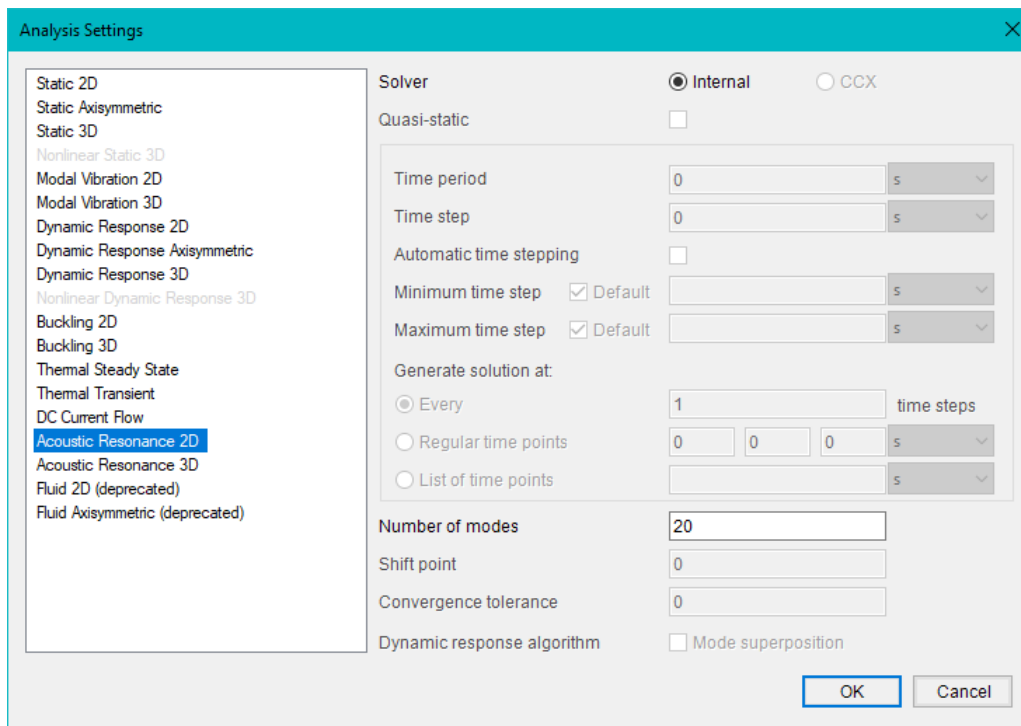 Analysis Settings
Static 2D
Static Axisymmetric
Static 3D
Nonlinear Static 3D
Modal Vibration 2D
Modal Vibration 3D
Dynamic Response 2D
Dynamic Response Axisymmetric
Dynamic Response 3D
Nonlinear Dynamic Response 3D
Buckling 2D
Buckling 3D
Thermal Steady State
Thermal Transient
DC Current Flow
Acoustic Resonance 2D
Acoustic Resonance 3D
Fluid 2D (deprecated)
Fluid Axisymmetric (deprecated)
Solver Internal CCX
Quasi-static
Time period 0 s
Time step 0 s
Automatic time stepping
Minimum time step Default s
Maximum time step Default s
Generate solution at:
Every 1 time steps
Regular time points 0 0 0 s
List of time points s
Number of modes 20
Shift point 0
Convergence tolerance 0
Dynamic response algorithm Mode superposition
OK Cancel